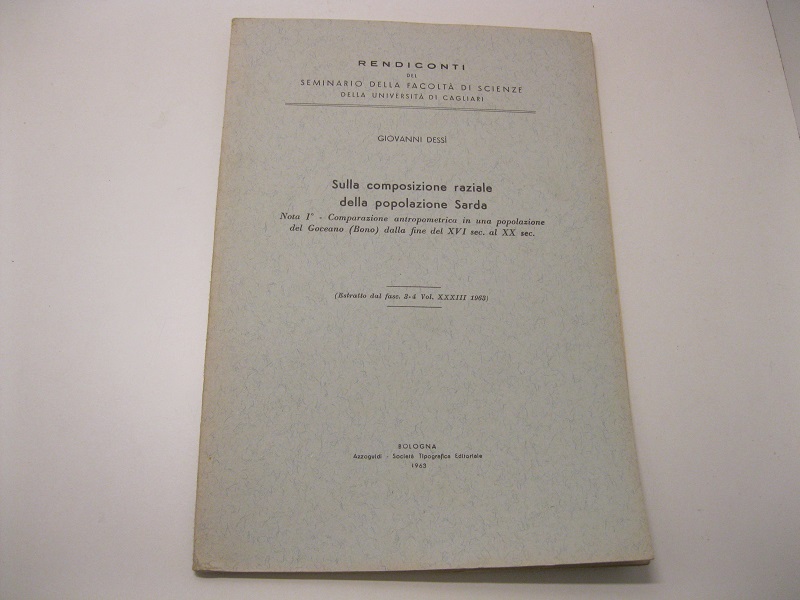 RENDICONTI
DEL
SEMINARIO DELLA FACOLTÀ DI SCIENZE
DELLA UNIVERSITÀ DI CAGLIARI
GIOVANNI DESSÌ
Sulla composizione raziale
della popolazione Sarda
Nota I° - Comparazione antropometrica in una popolazione
del Goceano (Bono) dalla fine del XVI sec. al XX sec.
(Estratto dal fasc. 3-4 Vol. XXXIII 1963)
BOLOGNA
Azzoguidi - Società Tipografica Editoriale
1963